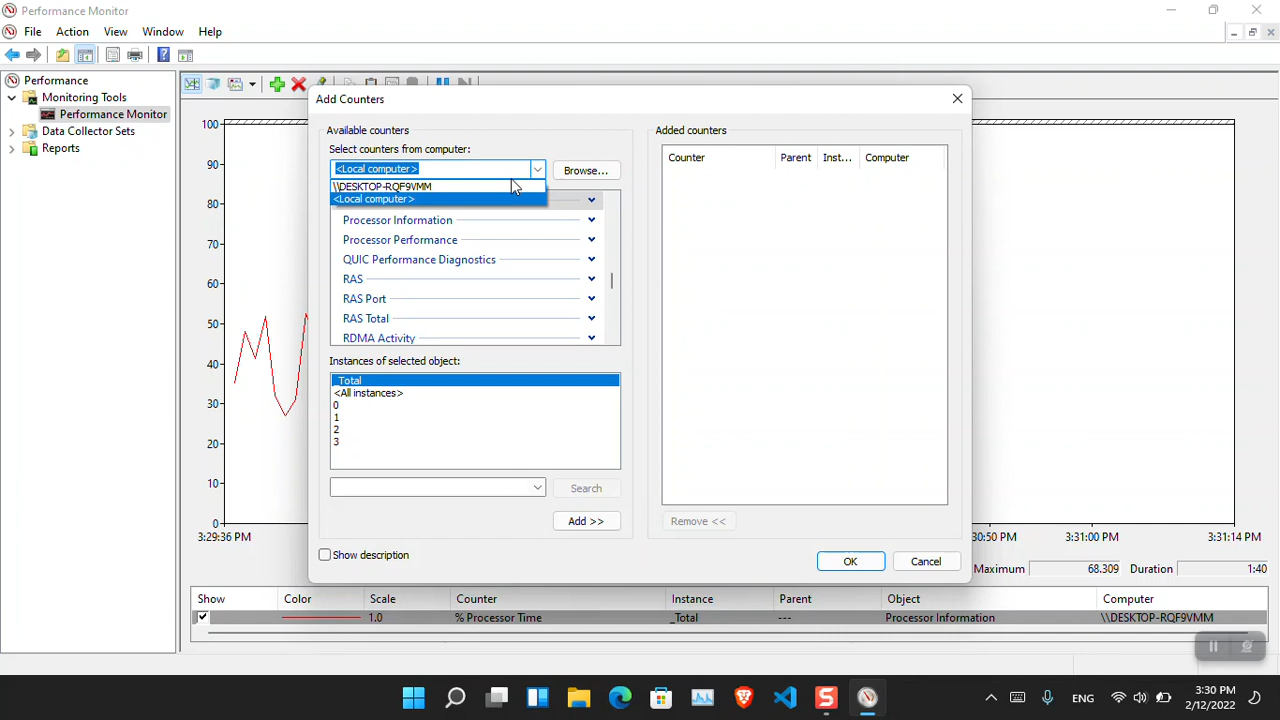 Performance Monitor
File Action View Window Help
Performance
Monitoring Tools
Performance Monitor
Data Collector Sets
Reports
Add Counters
Available counters
Select counters from computer:
<Local computer>
Browse...
\\DESKTOP-RQF9VMM
<Local computer>
Processor Information
Processor Performance
QUIC Performance Diagnostics
RAS
RAS Port
RAS Total
RDMA Activity
Instances of selected object:
_Total
<All instances>
0
1
2
3
Search
Add >>
Show description
Added counters
Counter Parent Inst... Computer
Remove <<
OK Cancel
100
90
80
70
60
50
40
30
20
10
0
3:29:36 PM 30:50 PM 3:31:00 PM 3:31:14 PM
Maximum 68.309 Duration 1:40
Show Color Scale Counter Instance Parent Object Computer
1.0 % Processor Time _Total --- Processor Information \\DESKTOP-RQF9VMM
ENG
3:30 PM
2/12/2022